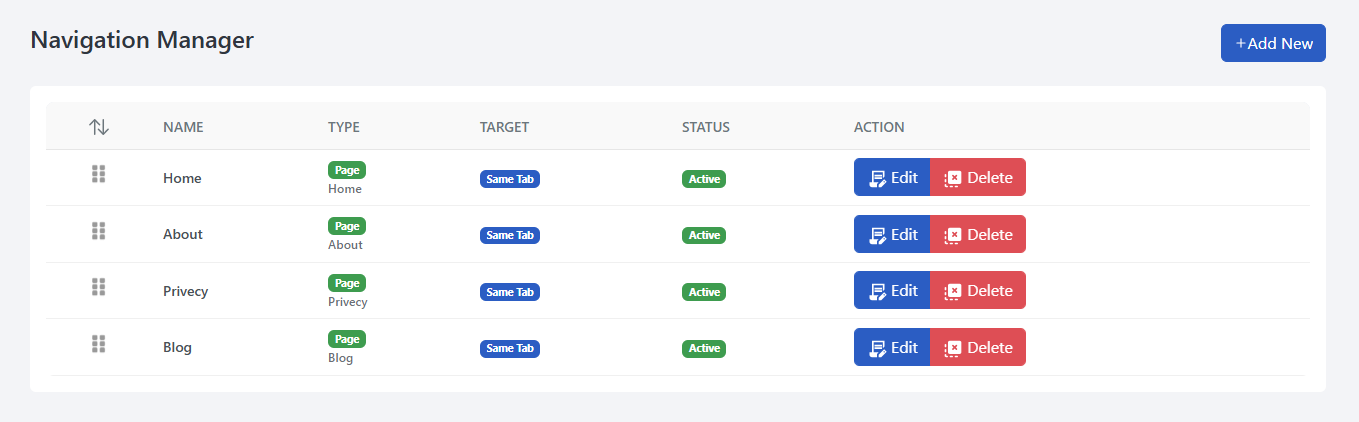 Navigation Manager
+Add New
NAME TYPE TARGET STATUS ACTION
Home Page Same Tab Active Edit Delete
Home
About Page Same Tab Active Edit Delete
About
Privecy Page Same Tab Active Edit Delete
Privecy
Blog Page Same Tab Active Edit Delete
Blog